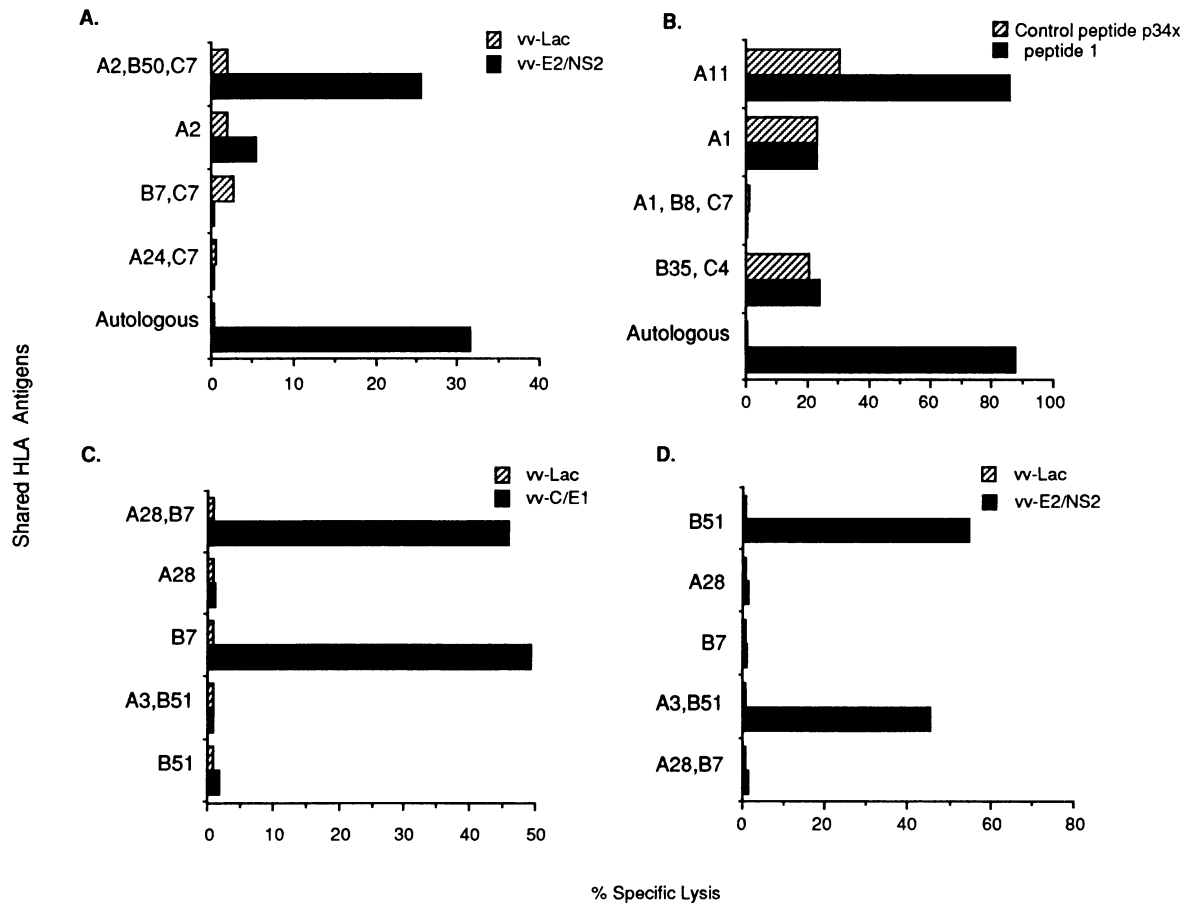 A.
vv-Lac
vv-E2/NS2
A2,B50,C7
A2
B7,C7
A24,C7
Autologous
0 10 20 30 40
B.
Control peptide p34x
peptide 1
A11
A1
A1, B8, C7
B35, C4
Autologous
0 20 40 60 80 100
Shared HLA Antigens
C.
vv-Lac
vv-C/E1
A28,B7
A28
B7
A3,B51
B51
0 10 20 30 40 50
D.
vv-Lac
vv-E2/NS2
B51
A28
B7
A3,B51
A28,B7
0 20 40 60 80
% Specific Lysis